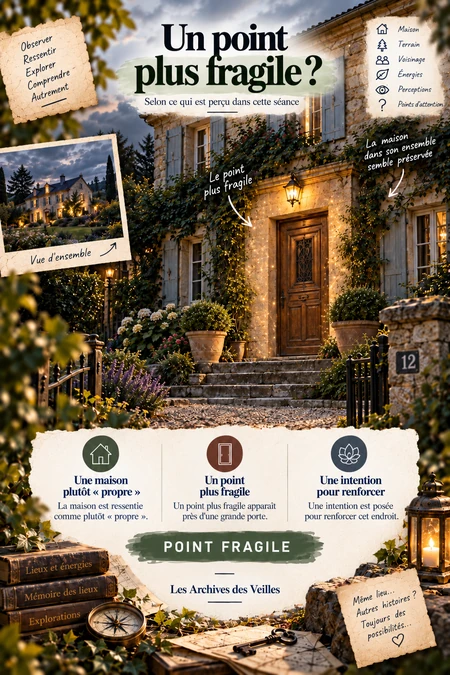 Observer
Ressentir
Explorer
Comprendre
Autrement
Un point
plus fragile ?
Selon ce qui est perçu dans cette séance
Maison
Terrain
Voisinage
Énergies
Perceptions
Points d'attention
Le point
plus fragile
La maison
dans son ensemble
semble préservée
Vue d'ensemble
12
Une maison
plutôt « propre »
La maison est ressentie
comme plutôt « propre ».
Un point
plus fragile
Un point plus fragile apparaît
près d'une grande porte.
Une intention
pour renforcer
Une intention est posée
pour renforcer cet endroit.
POINT FRAGILE
Les Archives des Veilles
Lieux et énergies
Mémoire des lieux
Explorations
Même lieu...
Autres histoires ?
Toujours des
possibilités...